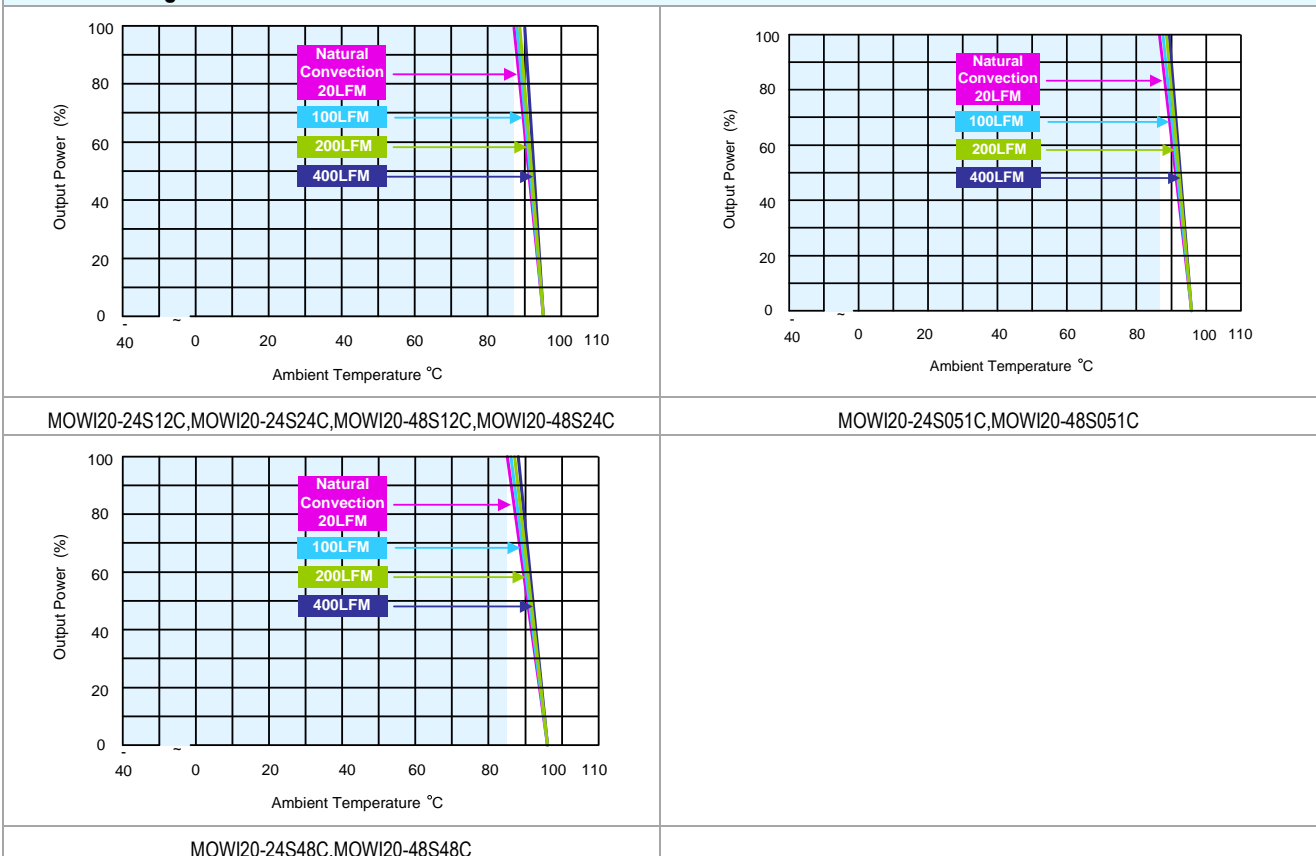 100
80
60
40
20
0
Output Power (%)
Natural
Convection
20LFM
100LFM
200LFM
400LFM
-
40
~
0
20
40
60
80
100
110
Ambient Temperature °C
100
80
60
40
20
0
Output Power (%)
Natural
Convection
20LFM
100LFM
200LFM
400LFM
-
40
~
0
20
40
60
80
100
110
Ambient Temperature °C
MOWI20-24S12C,MOWI20-24S24C,MOWI20-48S12C,MOWI20-48S24C
MOWI20-24S051C,MOWI20-48S051C
100
80
60
40
20
0
Output Power (%)
Natural
Convection
20LFM
100LFM
200LFM
400LFM
-
40
~
0
20
40
60
80
100
110
Ambient Temperature °C
MOWI20-24S48C,MOWI20-48S48C